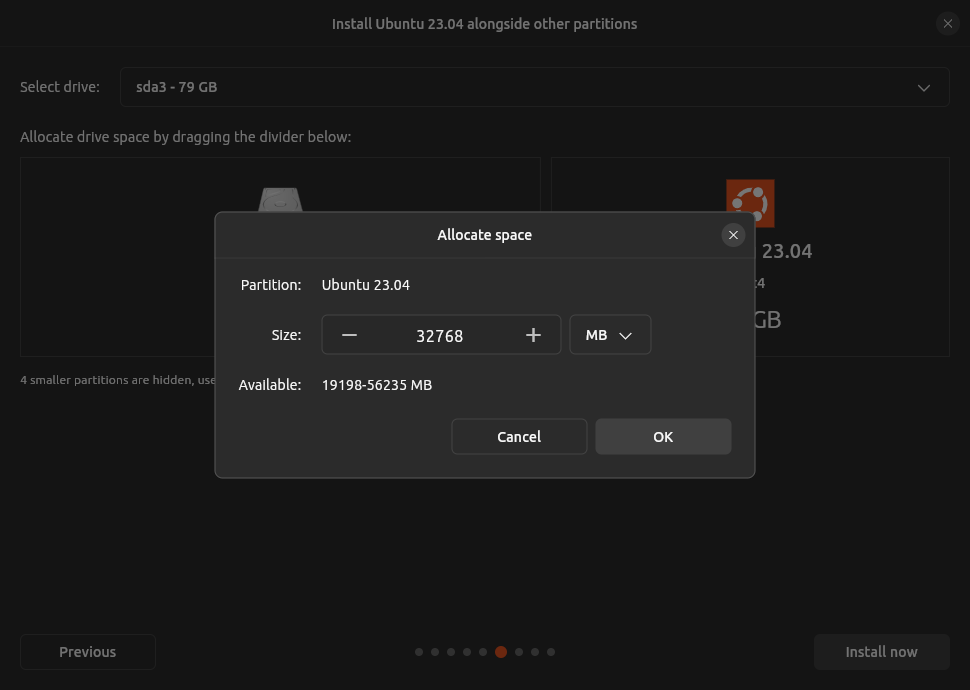 Install Ubuntu 23.04 alongside other partitions
Select drive: sda3 - 79 GB
Allocate drive space by dragging the divider below:
23.04
GB
4 smaller partitions are hidden, use
Allocate space
Partition: Ubuntu 23.04
Size: 32768 MB
Available: 19198-56235 MB
Cancel OK
Previous Install now